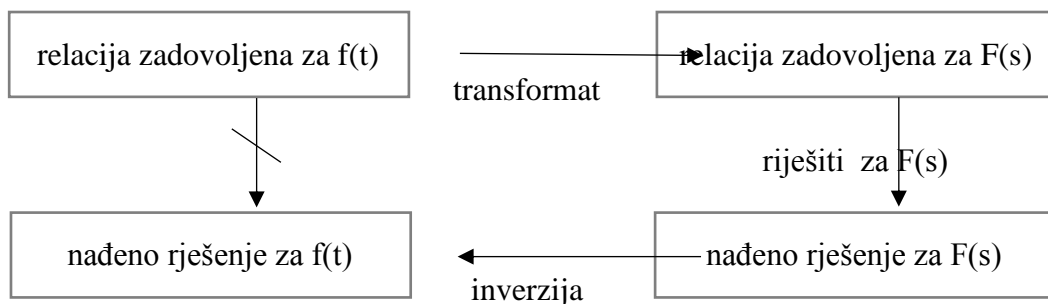 relacija zadovoljena za f(t)
relacija zadovoljena za F(s)
transformat
riješiti za F(s)
nađeno rješenje za f(t)
nađeno rješenje za F(s)
inverzija